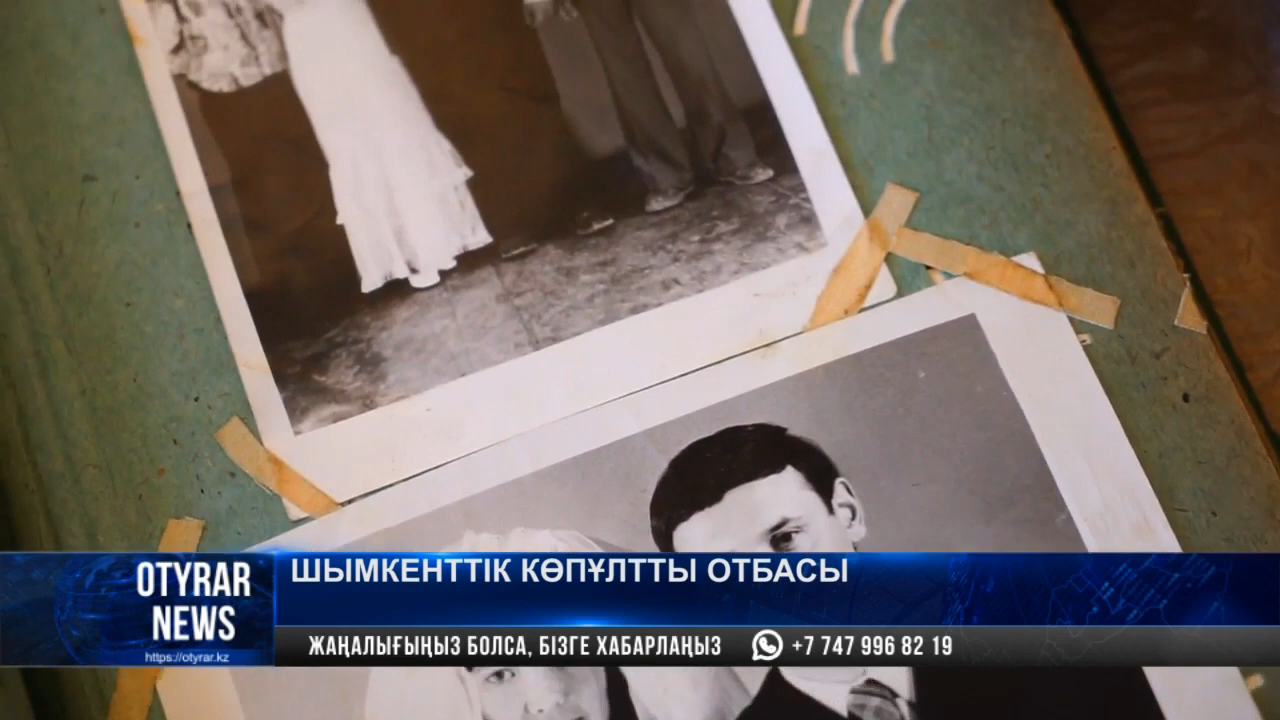 ШЫМКЕНТТІК КӨПҰЛТТЫ ОТБАСЫ
OTYRAR
NEWS
https://otyrar.kz
ЖАҢАЛЫҒЫҢЫЗ БОЛСА, БІЗГЕ ХАБАРЛАҢЫЗ +7 747 996 82 19